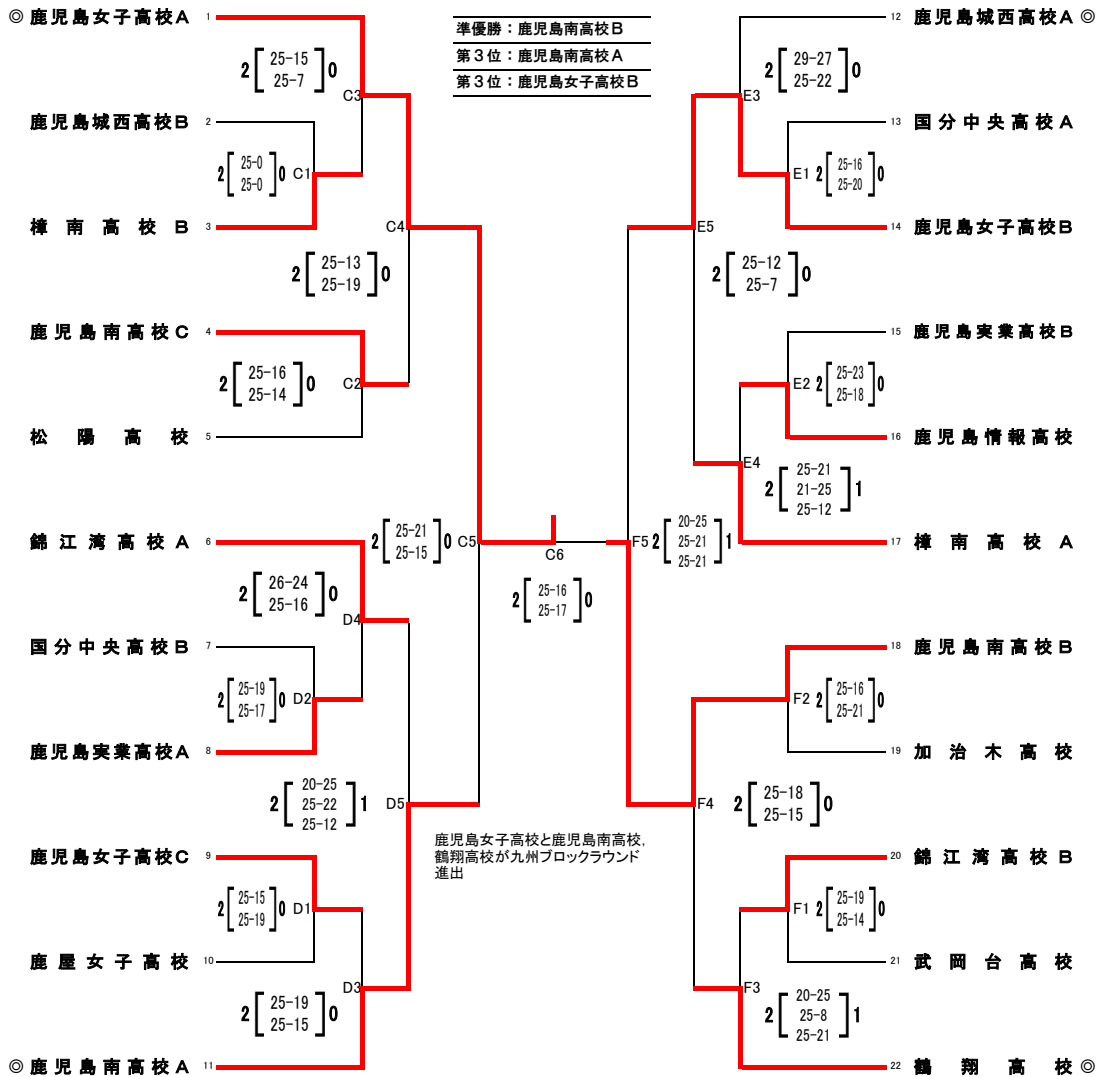 ◎ 鹿児島女子高校A 1
鹿児島城西高校B 2
樟南高校B 3
鹿児島南高校C 4
松陽高校 5
錦江湾高校A 6
国分中央高校B 7
鹿児島実業高校A 8
鹿児島女子高校C 9
鹿屋女子高校 10
◎ 鹿児島南高校A 11
2 [25-15 25-7] 0 C3
2 [25-0 25-0] 0 C1
C4
2 [25-13 25-19] 0
2 [25-16 25-14] 0 C2
2 [25-21 25-15] 0 C5
2 [26-24 25-16] 0 D4
2 [25-19 25-17] 0 D2
2 [20-25 25-22 25-12] 1 D5
2 [25-15 25-19] 0 D1
2 [25-19 25-15] 0 D3
準優勝：鹿児島南高校B
第３位：鹿児島南高校A
第３位：鹿児島女子高校B
C6
2 [25-16 25-17] 0
鹿児島女子高校と鹿児島南高校,
鶴翔高校が九州ブロックラウンド
進出
2 [29-27 25-22] 0
E3
E1 2 [25-16 25-20] 0
E5
2 [25-12 25-7] 0
E2 2 [25-23 25-18] 0
E4
2 [25-21 21-25 25-12] 1
F5 2 [20-25 25-21 25-21] 1
F2 2 [25-16 25-21] 0
F4 2 [25-18 25-15] 0
F1 2 [25-19 25-14] 0
F3
2 [20-25 25-8 25-21] 1
12 鹿児島城西高校A ◎
13 国分中央高校A
14 鹿児島女子高校B
15 鹿児島実業高校B
16 鹿児島情報高校
17 樟南高校A
18 鹿児島南高校B
19 加治木高校
20 錦江湾高校B
21 武岡台高校
22 鶴翔高校 ◎